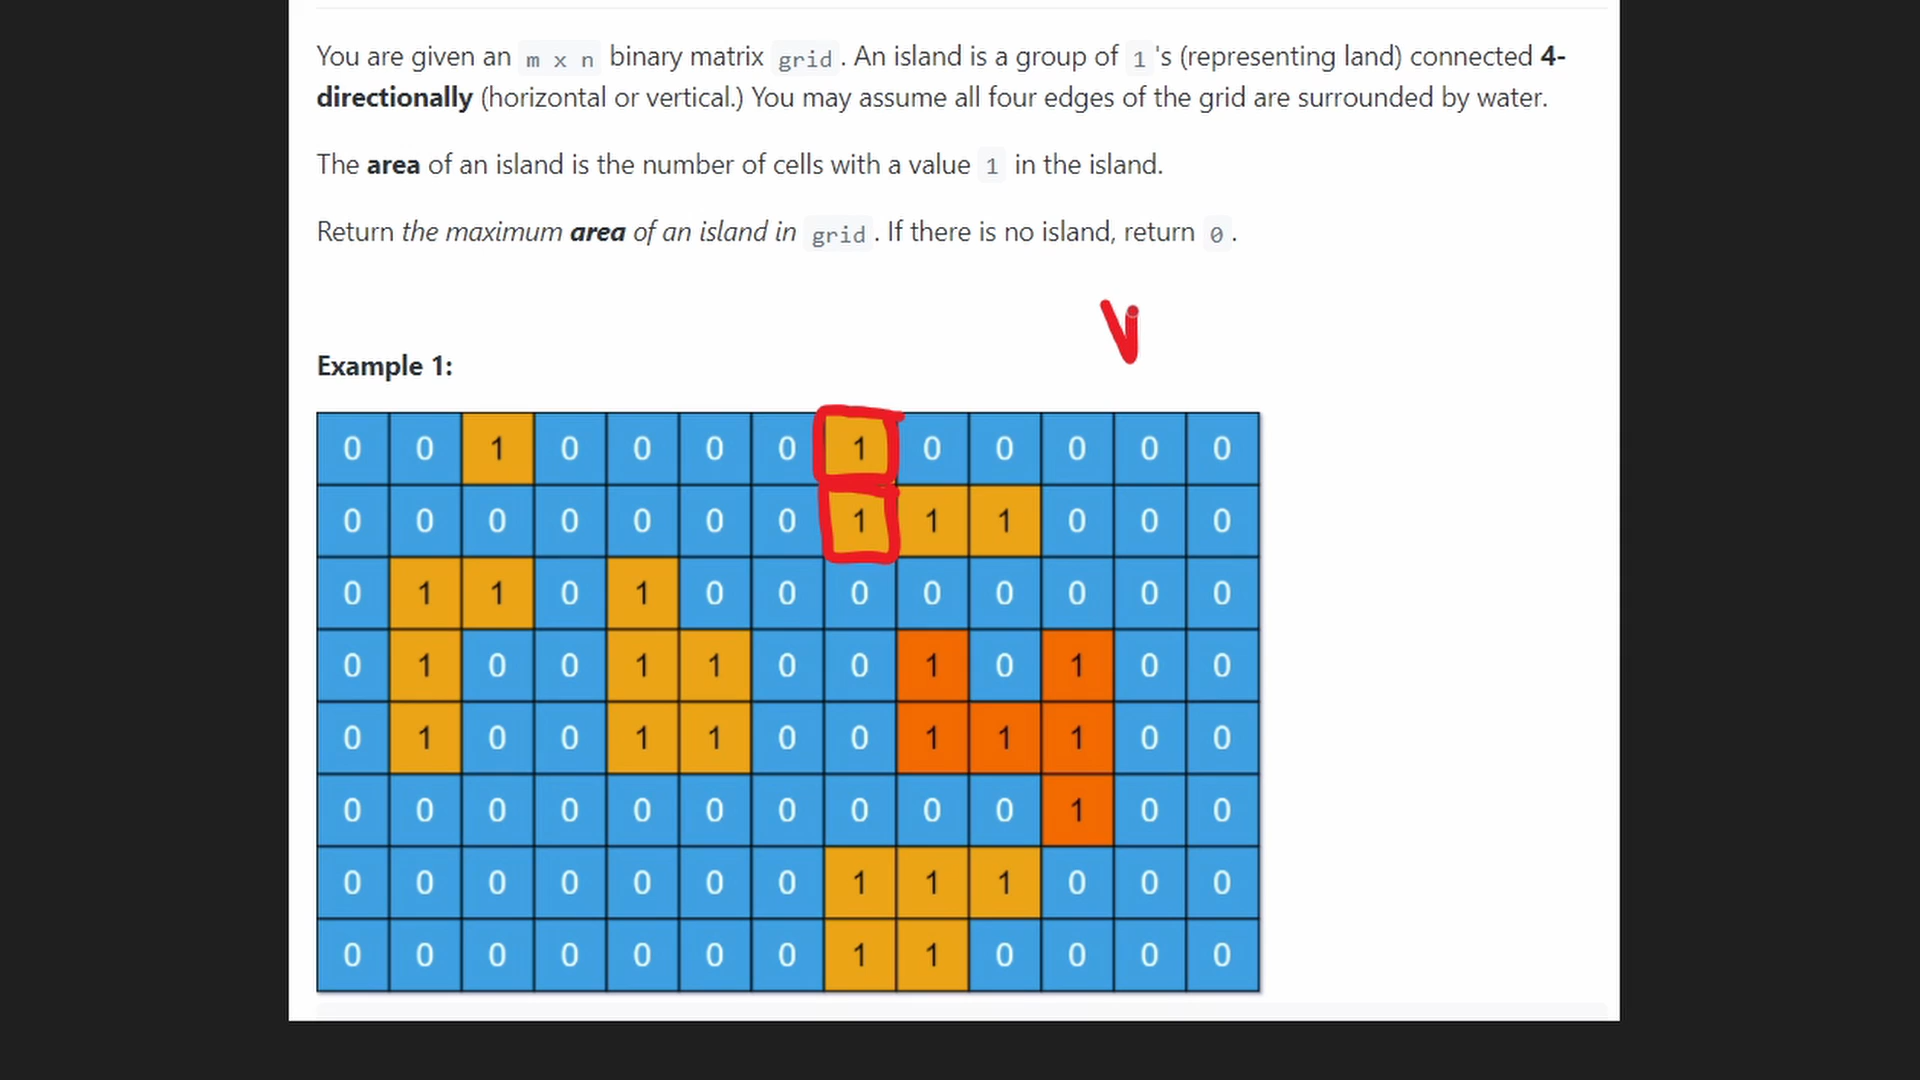 You are given an m x n binary matrix grid . An island is a group of 1 's (representing land) connected 4-
directionally (horizontal or vertical.) You may assume all four edges of the grid are surrounded by water.
The area of an island is the number of cells with a value 1 in the island.
Return the maximum area of an island in grid . If there is no island, return 0 .
V
Example 1:
0 0 1 0 0 0 0 1 0 0 0 0 0
0 0 0 0 0 0 0 1 1 1 0 0 0
0 1 1 0 1 0 0 0 0 0 0 0 0
0 1 0 0 1 1 0 0 1 0 1 0 0
0 1 0 0 1 1 0 0 1 1 1 0 0
0 0 0 0 0 0 0 0 0 0 1 0 0
0 0 0 0 0 0 0 1 1 1 0 0 0
0 0 0 0 0 0 0 1 1 0 0 0 0